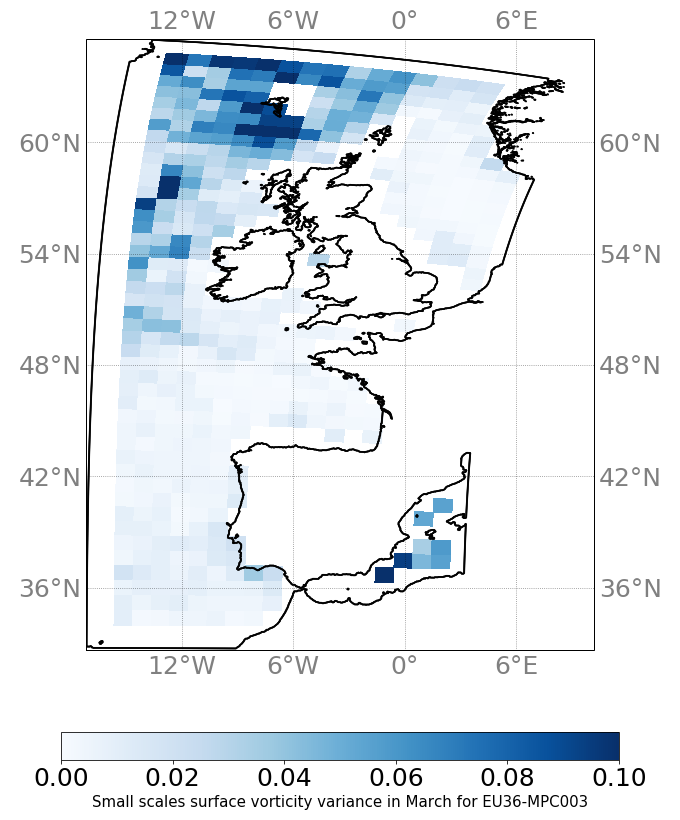 12°W 6°W 0° 6°E
60°N 60°N
54°N 54°N
48°N 48°N
42°N 42°N
36°N 36°N
12°W 6°W 0° 6°E
0.00 0.02 0.04 0.06 0.08 0.10
Small scales surface vorticity variance in March for EU36-MPC003